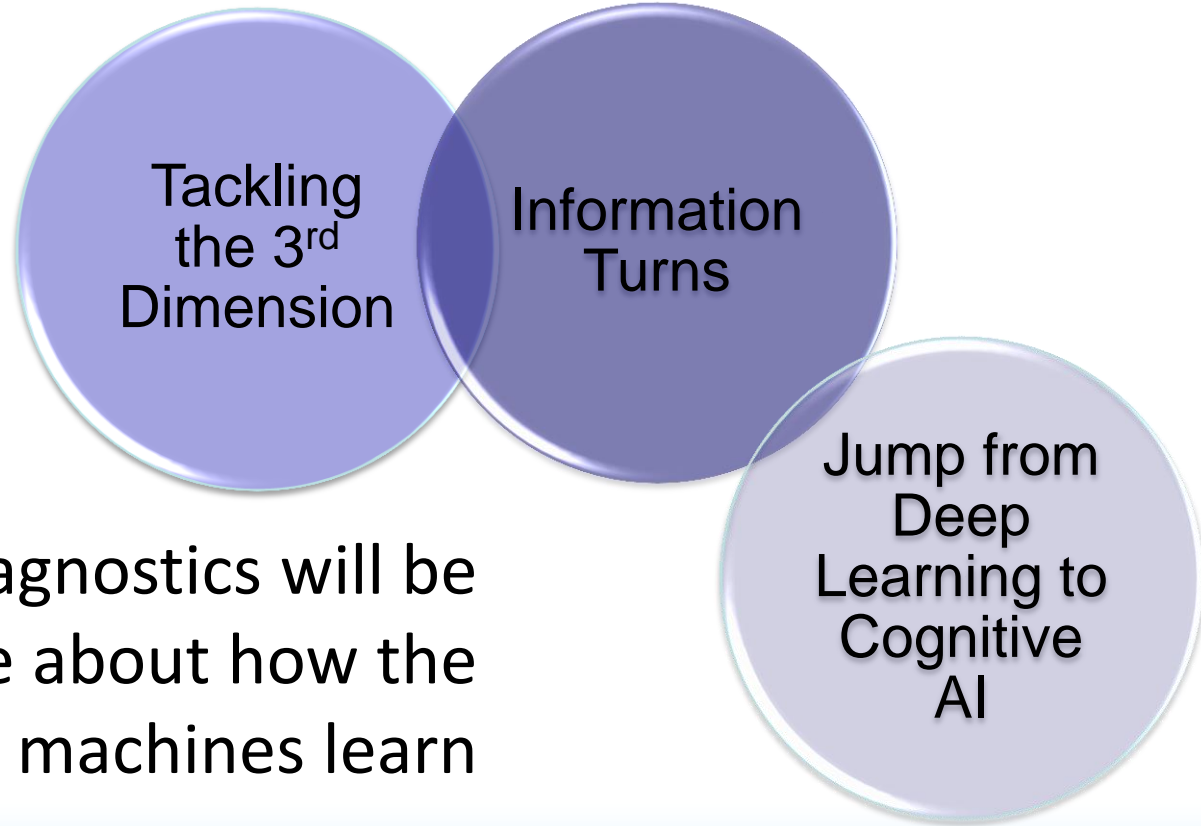 Tackling
the 3rd
Dimension
Information
Turns
Jump from
Deep
Learning to
Cognitive
AI
agnostics will be
e about how the
machines learn